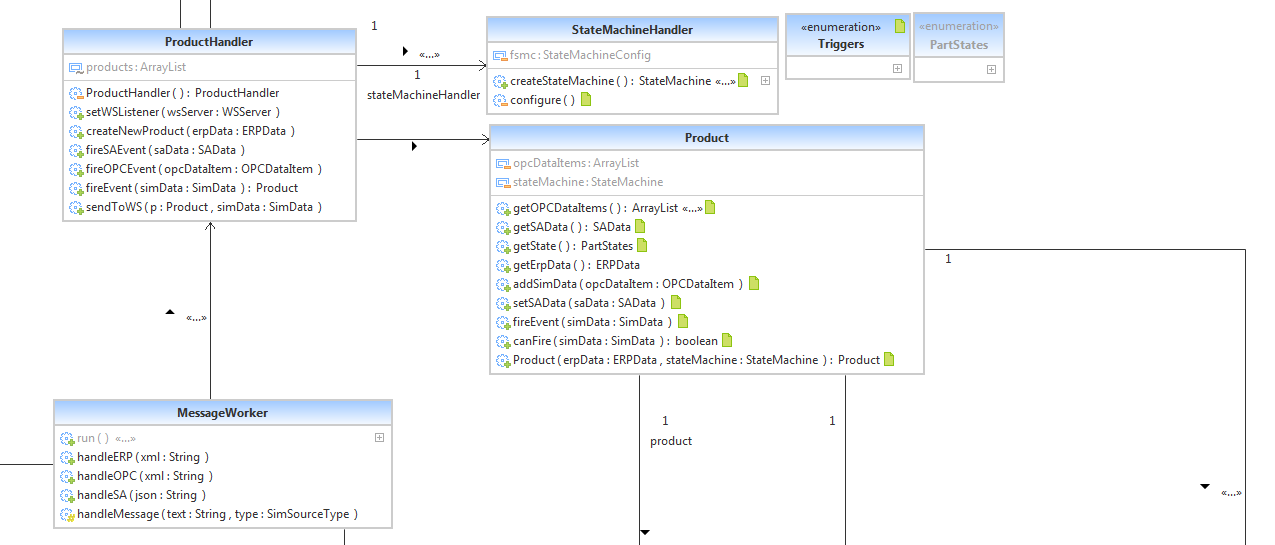 ProductHandler
products : ArrayList
ProductHandler ( ) : ProductHandler
setWSListener ( wsServer : WSServer )
createNewProduct ( erpData : ERPData )
fireSAEvent ( saData : SAData )
fireOPCEvent ( opcDataItem : OPCDataItem )
fireEvent ( simData : SimData ) : Product
sendToWS ( p : Product , simData : SimData )
1
«...»
1
stateMachineHandler
StateMachineHandler
fsmc : StateMachineConfig
createStateMachine ( ) : StateMachine «...»
configure ( )
«enumeration»
Triggers
«enumeration»
PartStates
Product
opcDataItems : ArrayList
stateMachine : StateMachine
getOPCDataItems ( ) : ArrayList «...»
getSAData ( ) : SAData
getState ( ) : PartStates
getErpData ( ) : ERPData
addSimData ( opcDataItem : OPCDataItem )
setSAData ( saData : SAData )
fireEvent ( simData : SimData )
canFire ( simData : SimData ) : boolean
Product ( erpData : ERPData , stateMachine : StateMachine ) : Product
1
«...»
MessageWorker
run ( ) «...»
handleERP ( xml : String )
handleOPC ( xml : String )
handleSA ( json : String )
handleMessage ( text : String , type : SimSourceType )
1
product
1
«...»